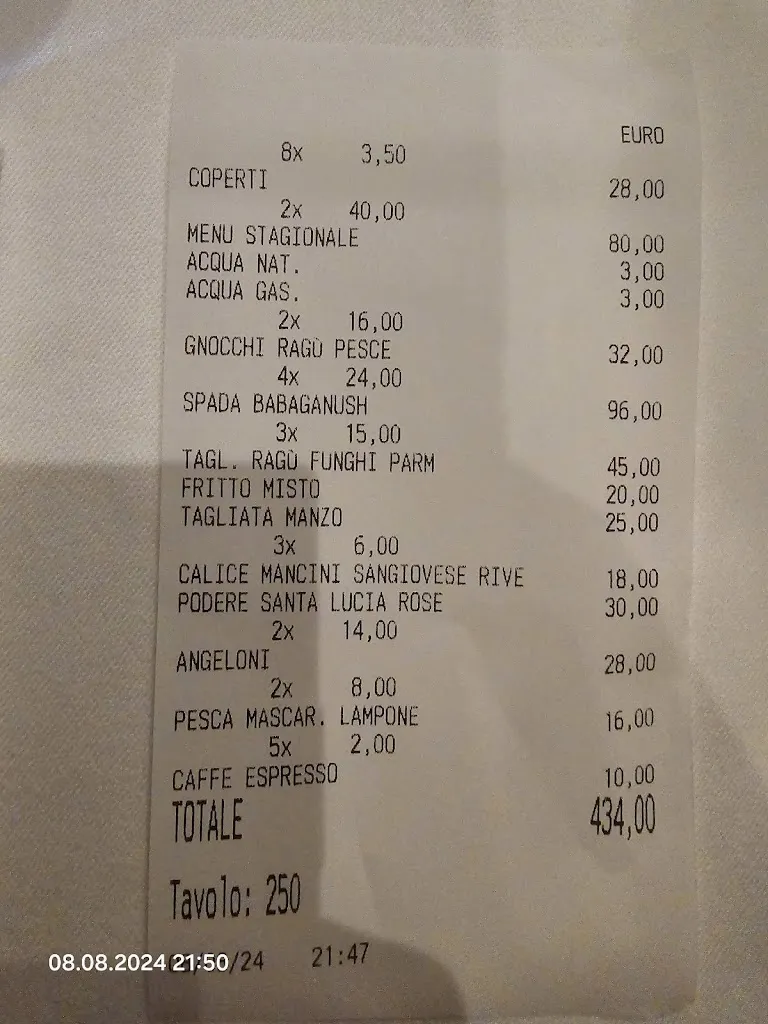 EURO
8x 3,50
COPERTI 28,00
2x 40,00
MENU STAGIONALE 80,00
ACQUA NAT. 3,00
ACQUA GAS. 3,00
2x 16,00
GNOCCHI RAGÙ PESCE 32,00
4x 24,00
SPADA BABAGANUSH 96,00
3x 15,00
TAGL. RAGÙ FUNGHI PARM 45,00
FRITTO MISTO 20,00
TAGLIATA MANZO 25,00
3x 6,00
CALICE MANCINI SANGIOVESE RIVE 18,00
PODERE SANTA LUCIA ROSE 30,00
2x 14,00
ANGELONI 28,00
2x 8,00
PESCA MASCAR. LAMPONE 16,00
5x 2,00
CAFFE ESPRESSO 10,00
TOTALE 434,00
Tavolo: 250
/24 21:47
08.08.2024 21:50